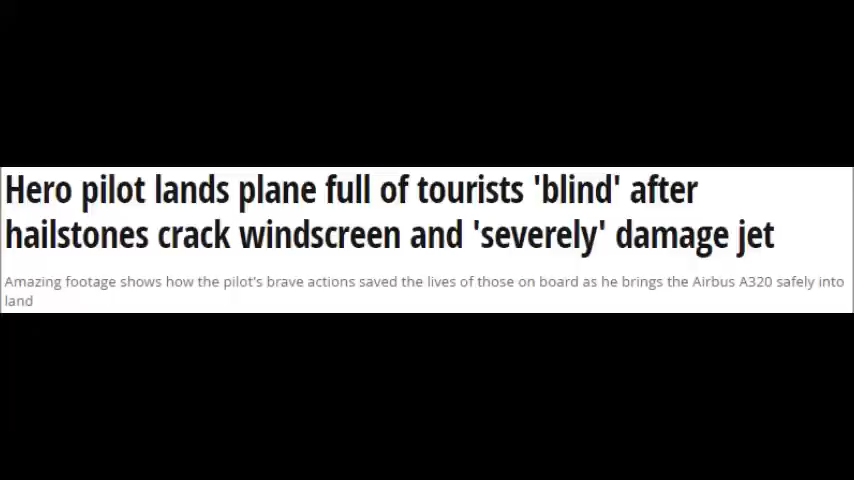 Hero pilot lands plane full of tourists 'blind' after
hailstones crack windscreen and 'severely' damage jet
Amazing footage shows how the pilot's brave actions saved the lives of those on board as he brings the Airbus A320 safely into
land